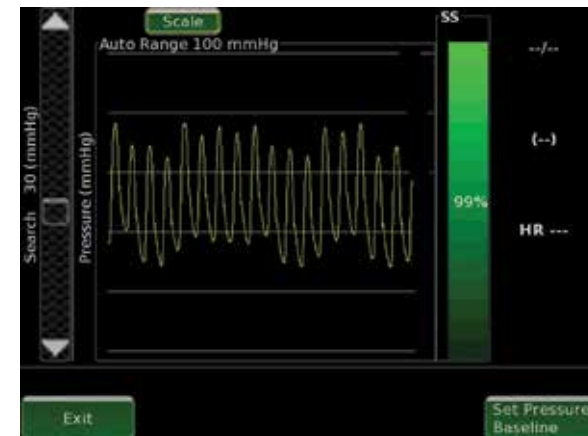 Scale
Auto Range 100 mmHg
SS
--/--
(--)
HR ---
99%
Search 30 (mmHg)
Pressure (mmHg)
Exit
Set Pressure
Baseline